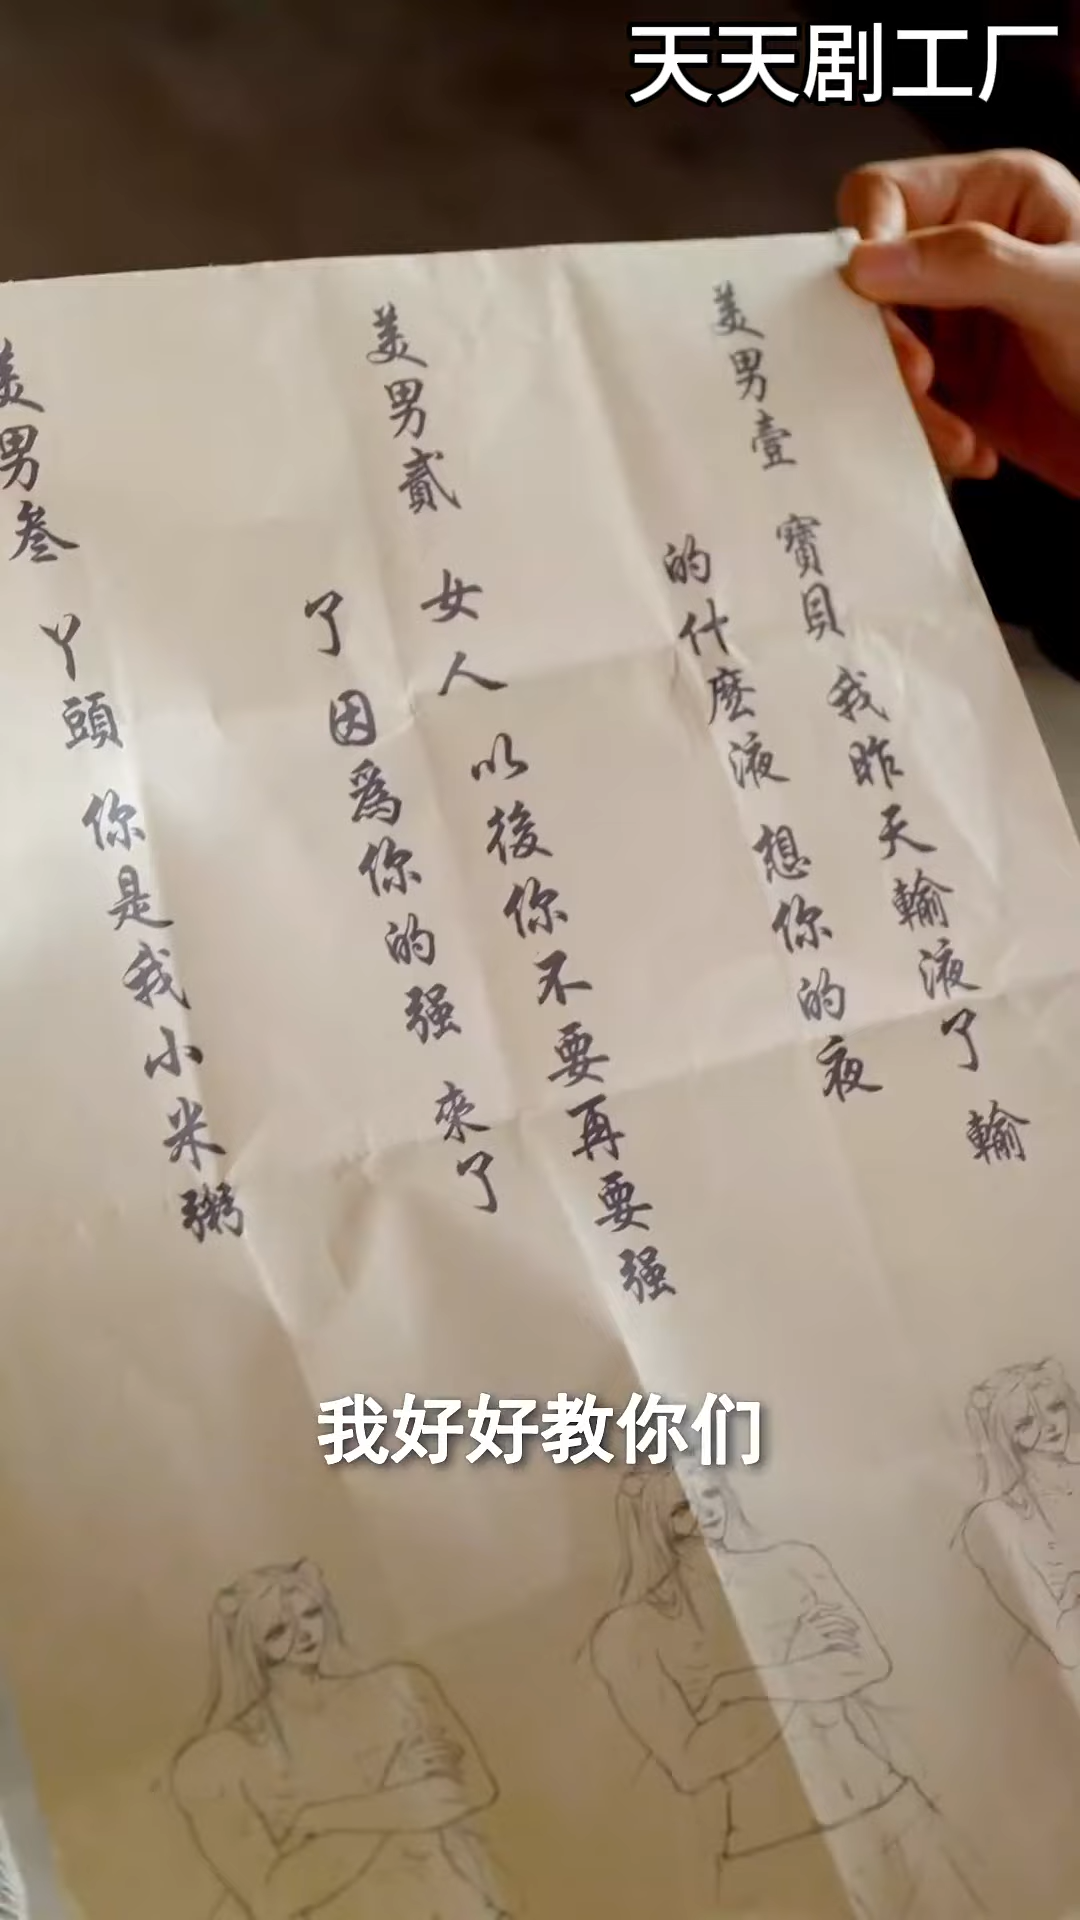 天天剧工厂
美男壹 寶貝我昨天輸液了 輸
的什麽液 想你的夜
美男貳 女人以後你不要再要强
了因爲你的强 來了
美男叁 丫頭你是我小米粥
我好好教你们